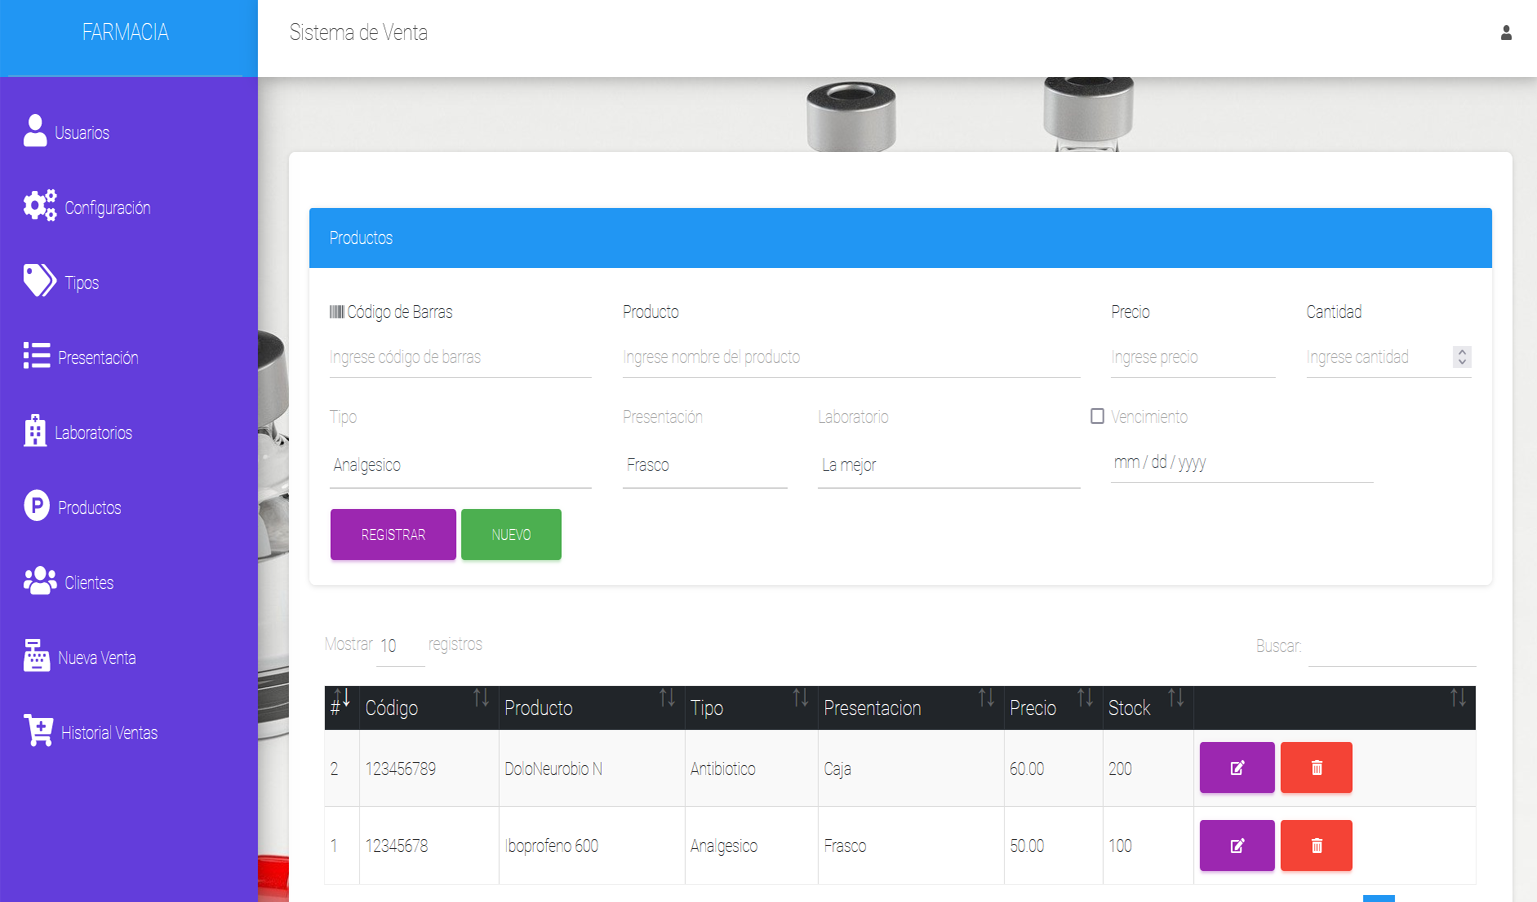 FARMACIA
Sistema de Venta
Usuarios
Configuración
Tipos
Presentación
Laboratorios
P Productos
Clientes
Nueva Venta
Historial Ventas
Productos
Código de Barras Producto Precio Cantidad
Ingrese código de barras Ingrese nombre del producto Ingrese precio Ingrese cantidad
Tipo Presentación Laboratorio Vencimiento
Analgesico Frasco La mejor mm / dd / yyyy
REGISTRAR NUEVO
Mostrar 10 registros Buscar:
# Código Producto Tipo Presentacion Precio Stock
2 123456789 DoloNeurobio N Antibiotico Caja 60.00 200
1 12345678 Iboprofeno 600 Analgesico Frasco 50.00 100